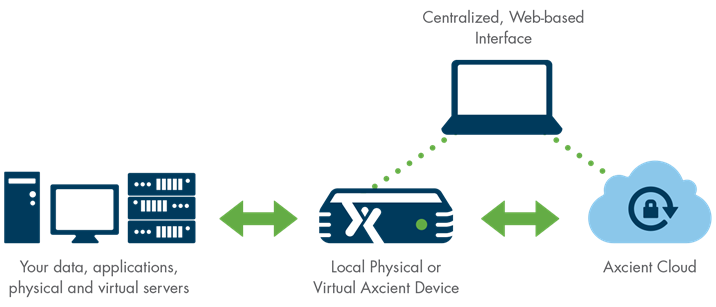 Centralized, Web-based
Interface
Your data, applications,
physical and virtual servers
Local Physical or
Virtual Axcient Device
Axcient Cloud